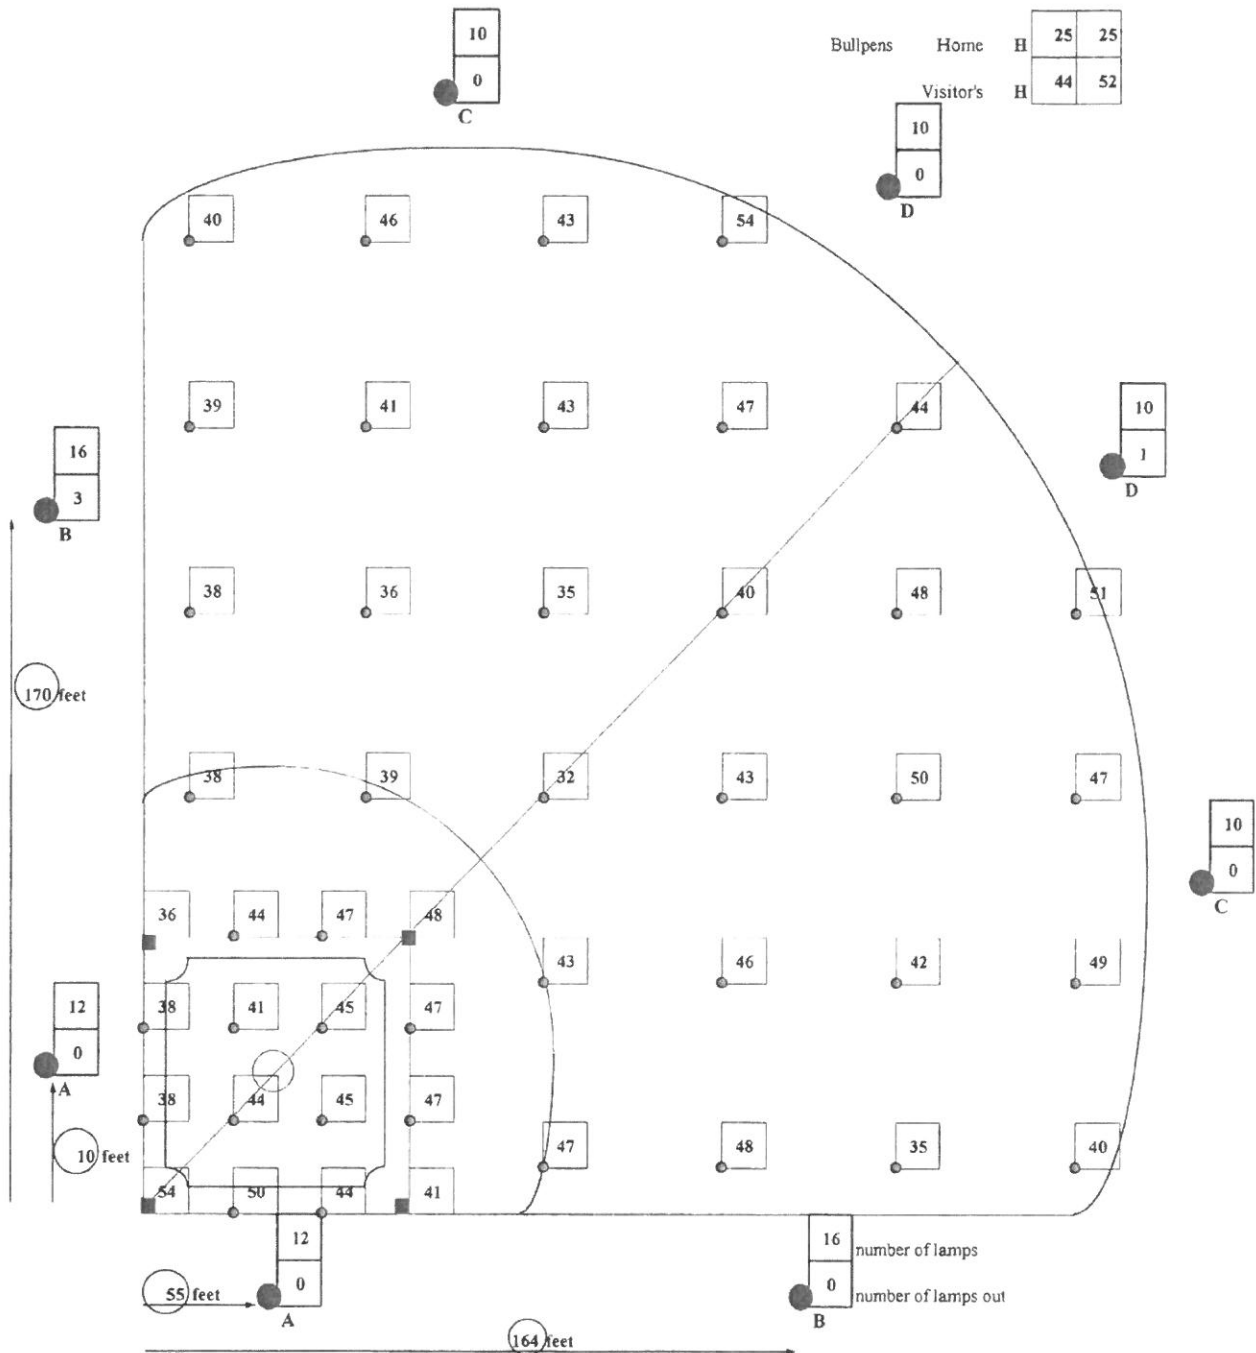 10
0
C
Bullpens Home H 25 25
Visitor's H 44 52
10
0
D
40 46 43 54
39 41 43 47 44
10
1
D
16
3
B
38 36 35 40 48 51
170 feet
38 39 32 43 50 47
10
0
C
36 44 47 48
43 46 42 49
12
0
A
38 41 45 47
38 44 45 47
10 feet
47 48 35 40
54 50 44 41
12
0
A
55 feet
16 number of lamps
0 number of lamps out
B
164 feet